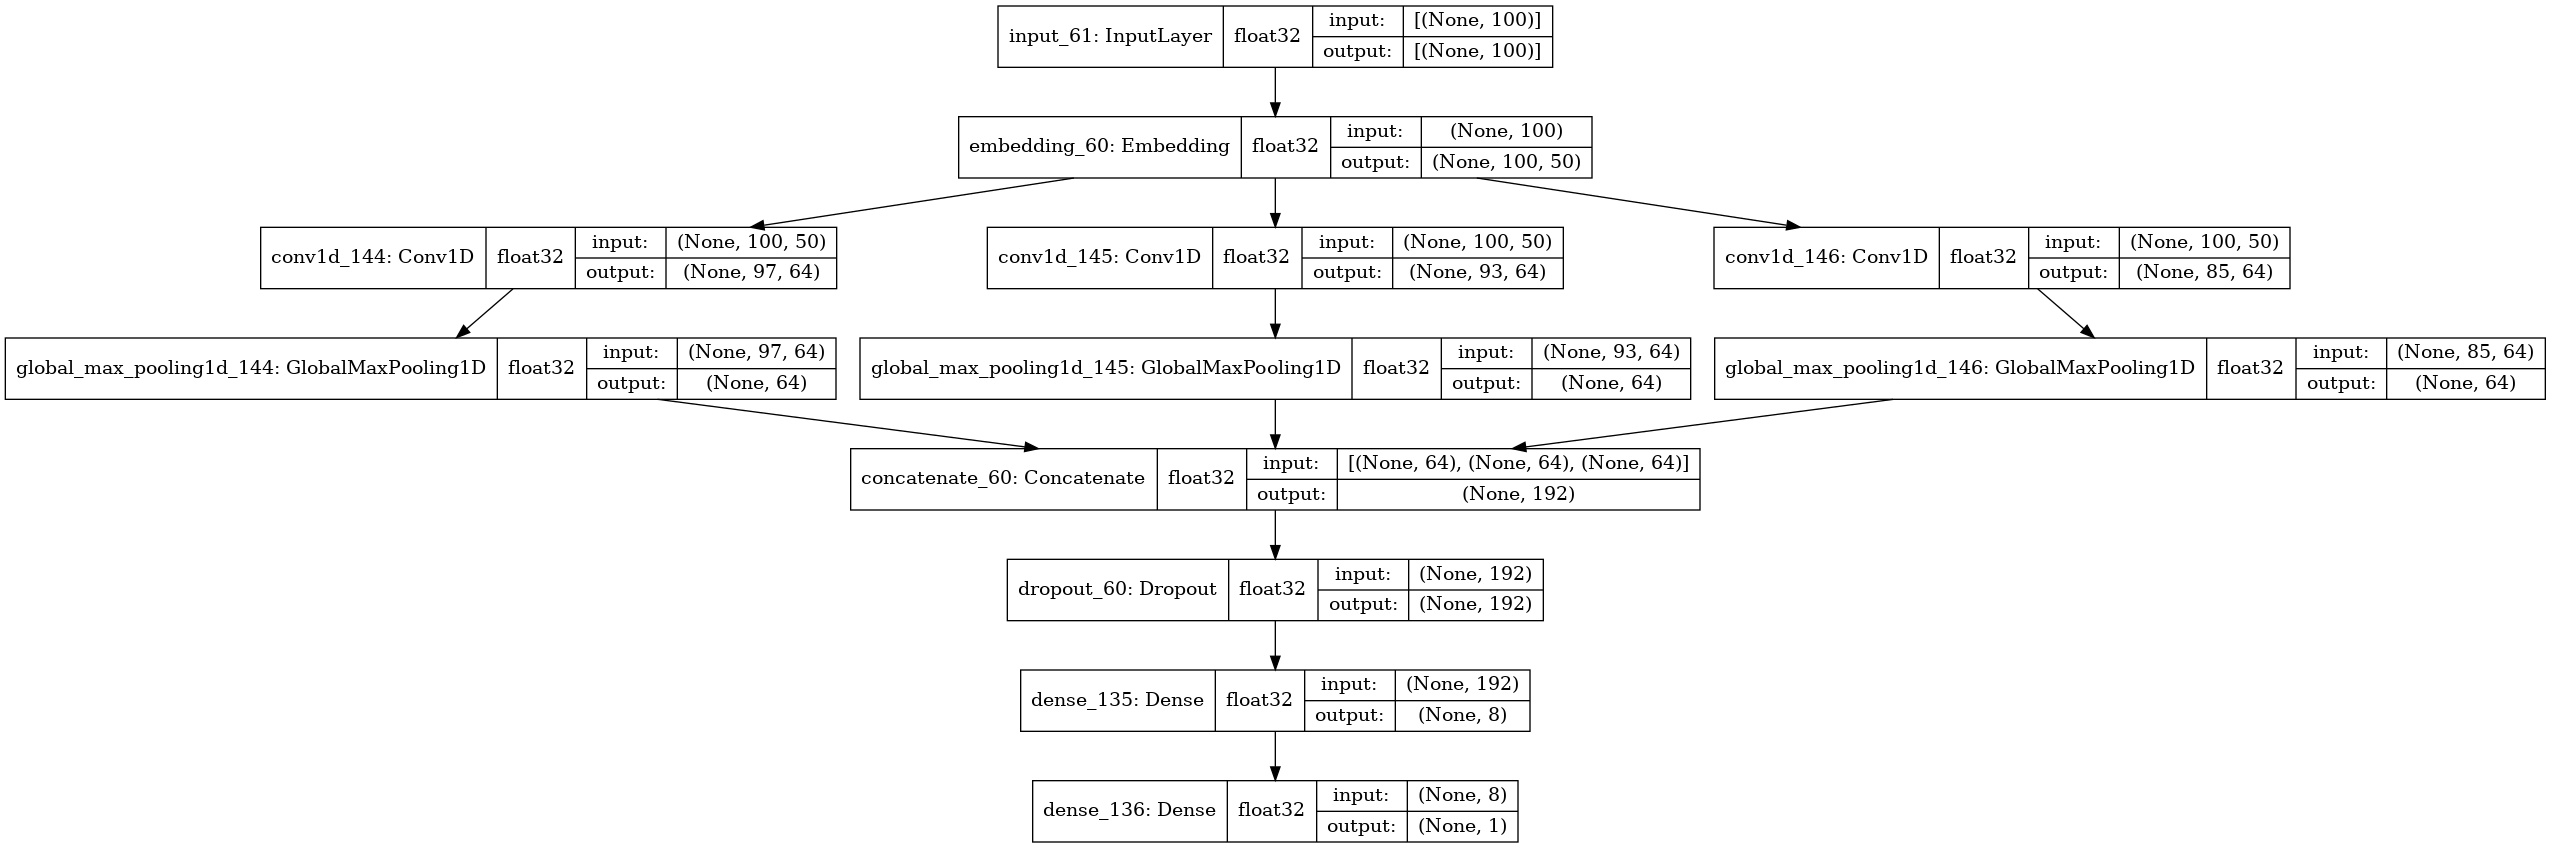 input_61: InputLayer float32 input: [(None, 100)]
output: [(None, 100)]
embedding_60: Embedding float32 input: (None, 100)
output: (None, 100, 50)
conv1d_144: Conv1D float32 input: (None, 100, 50)
output: (None, 97, 64)
conv1d_145: Conv1D float32 input: (None, 100, 50)
output: (None, 93, 64)
conv1d_146: Conv1D float32 input: (None, 100, 50)
output: (None, 85, 64)
global_max_pooling1d_144: GlobalMaxPooling1D float32 input: (None, 97, 64)
output: (None, 64)
global_max_pooling1d_145: GlobalMaxPooling1D float32 input: (None, 93, 64)
output: (None, 64)
global_max_pooling1d_146: GlobalMaxPooling1D float32 input: (None, 85, 64)
output: (None, 64)
concatenate_60: Concatenate float32 input: [(None, 64), (None, 64), (None, 64)]
output: (None, 192)
dropout_60: Dropout float32 input: (None, 192)
output: (None, 192)
dense_135: Dense float32 input: (None, 192)
output: (None, 8)
dense_136: Dense float32 input: (None, 8)
output: (None, 1)